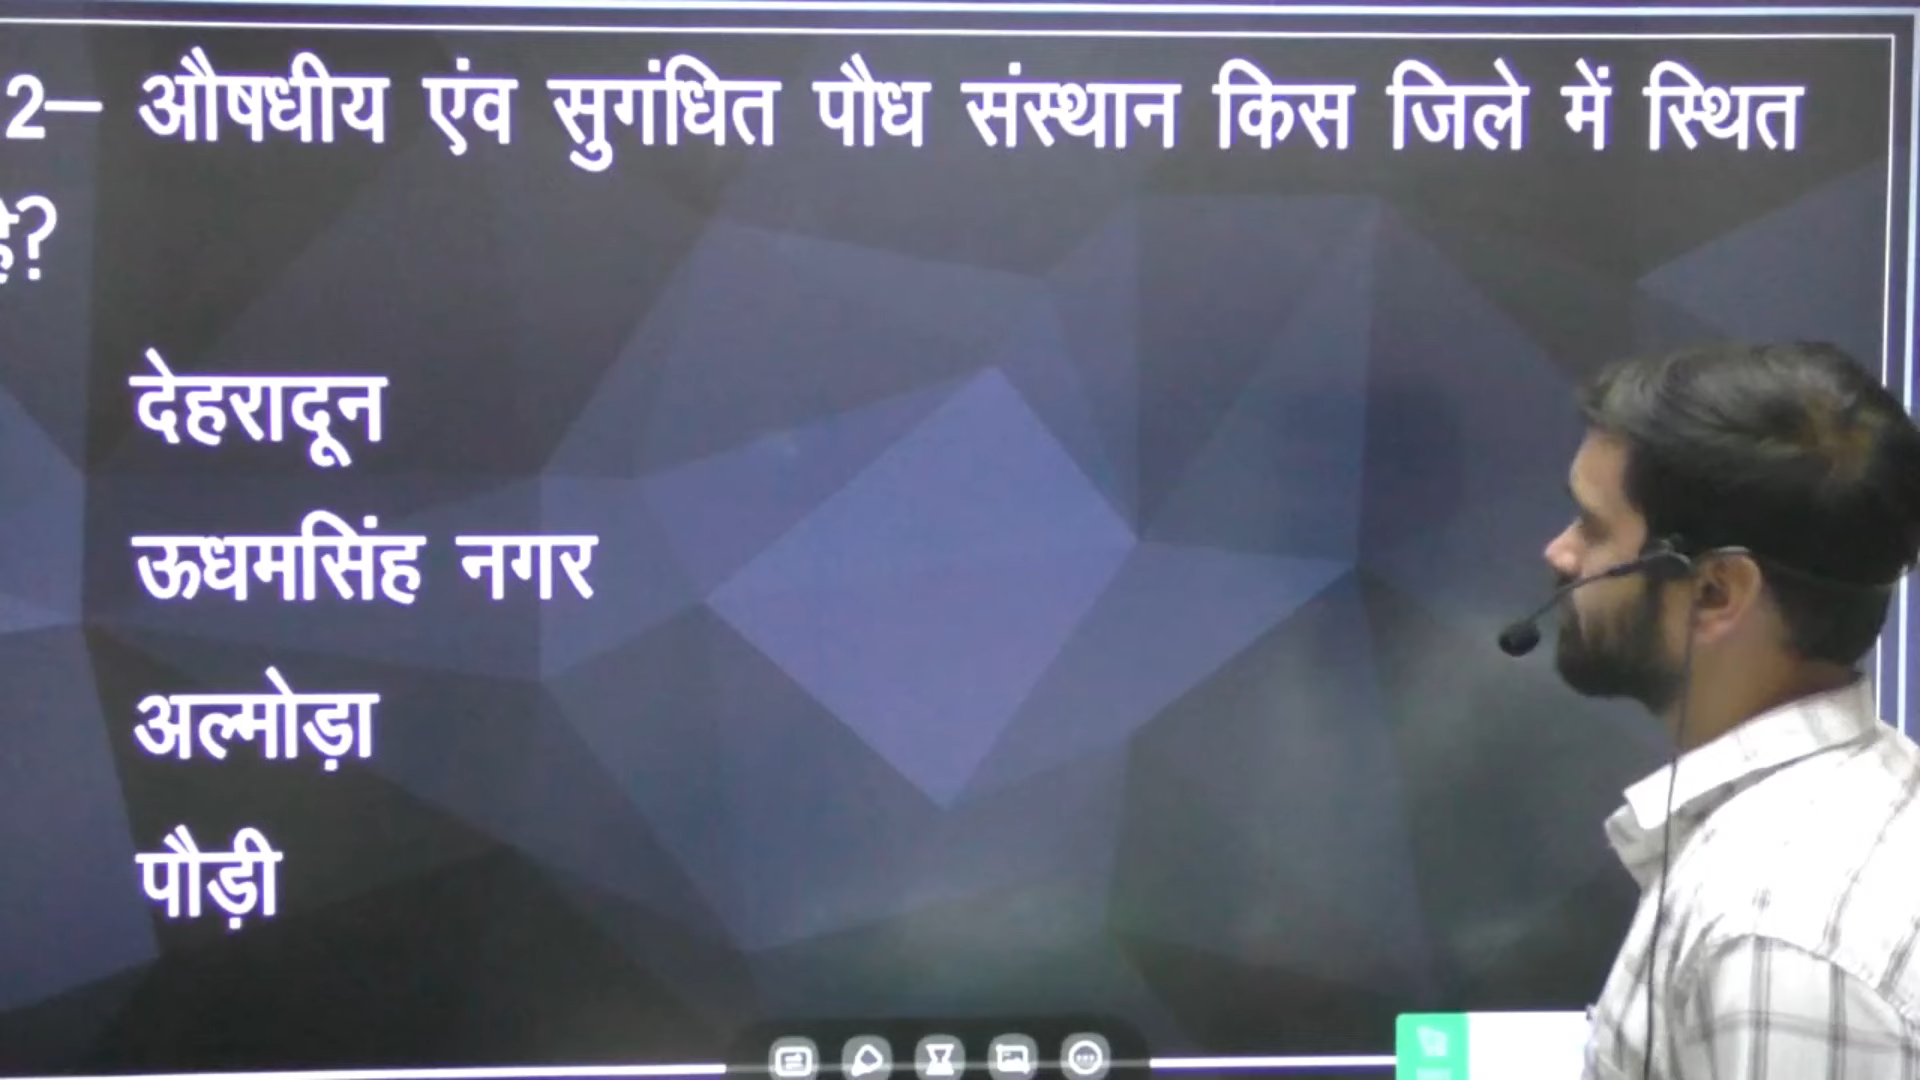 2– औषधीय एंव सुगंधित पौध संस्थान किस जिले में स्थित
है?
देहरादून
ऊधमसिंह नगर
अल्मोड़ा
पौड़ी